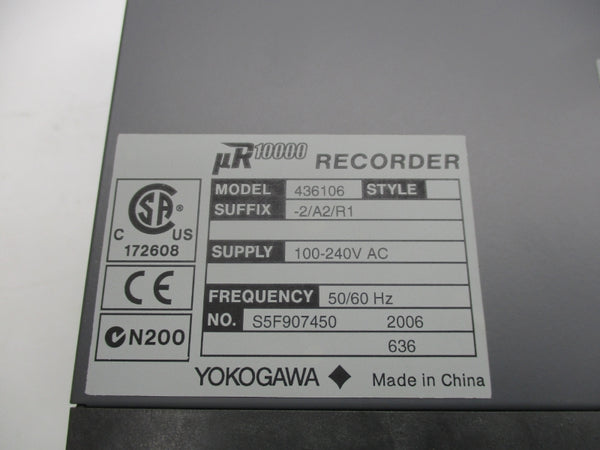 µR10000 RECORDER
MODEL 436106 STYLE
SUFFIX -2/A2/R1
SUPPLY 100-240V AC
FREQUENCY 50/60 Hz
NO. S5F907450 2006
636
YOKOGAWA Made in China
CSA ®
C US
172608
CE
N200